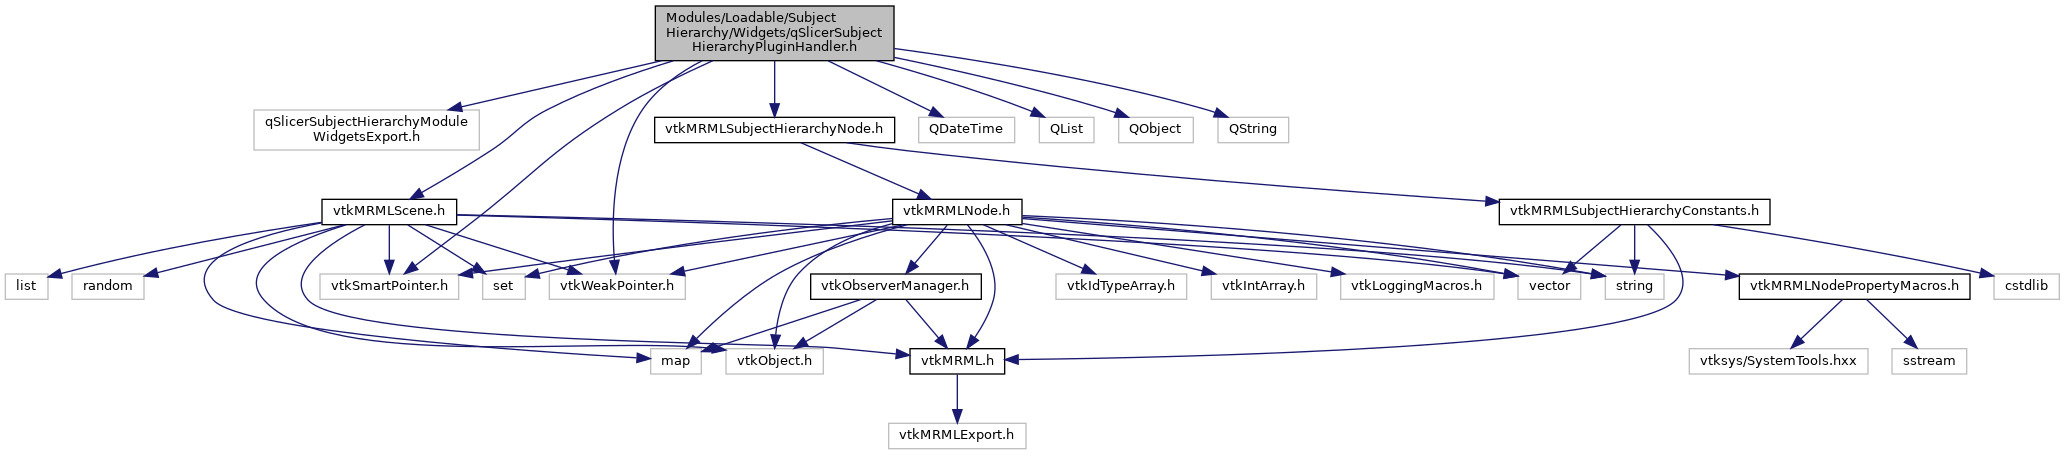 Modules/Loadable/Subject
Hierarchy/Widgets/qSlicerSubject
HierarchyPluginHandler.h
qSlicerSubjectHierarchyModule
WidgetsExport.h
vtkMRMLSubjectHierarchyNode.h
QDateTime
QList
QObject
QString
vtkMRMLScene.h
vtkMRMLNode.h
vtkMRMLSubjectHierarchyConstants.h
list
random
vtkSmartPointer.h
set
vtkWeakPointer.h
vtkObserverManager.h
vtkIdTypeArray.h
vtkIntArray.h
vtkLoggingMacros.h
vector
string
vtkMRMLNodePropertyMacros.h
cstdlib
map
vtkObject.h
vtkMRML.h
vtksys/SystemTools.hxx
sstream
vtkMRMLExport.h